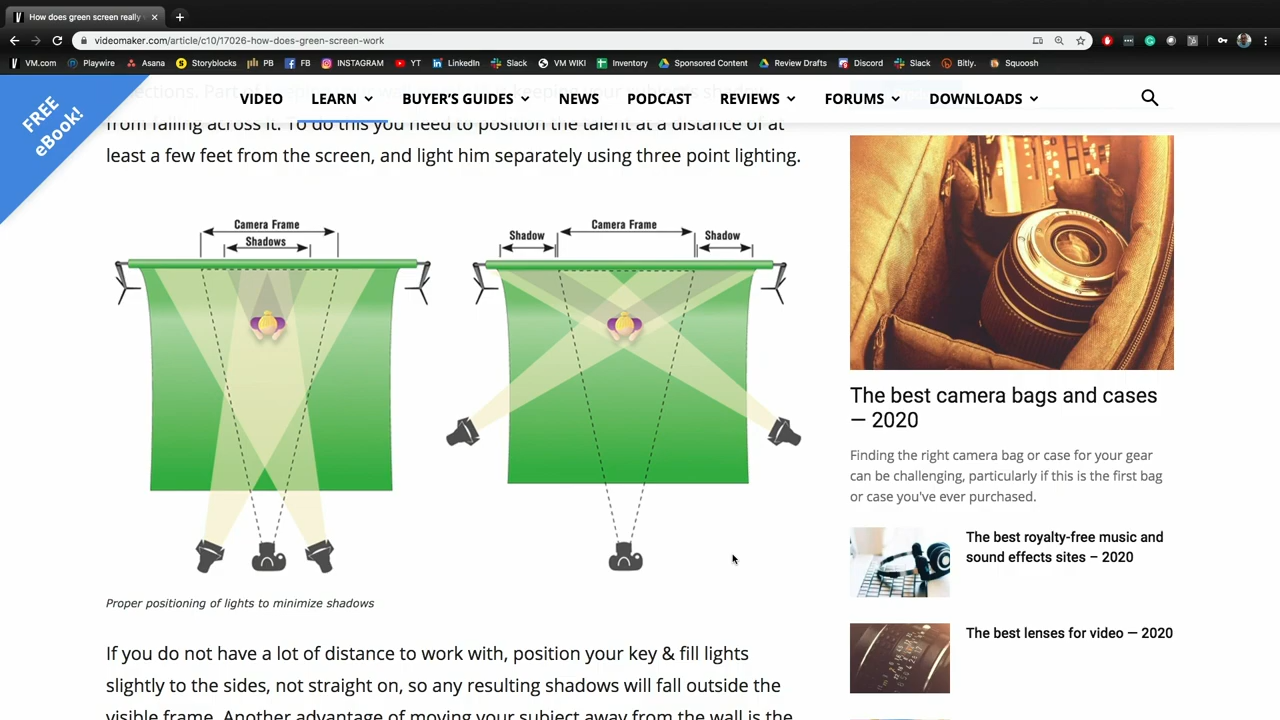 How does green screen really
videomaker.com/article/c10/17026-how-does-green-screen-work
VM.com Playwire Asana Storyblocks PB FB INSTAGRAM YT LinkedIn Slack VM WIKI Inventory Sponsored Content Review Drafts Discord Slack Bitly. Squoosh
FREE
eBook!
VIDEO LEARN BUYER'S GUIDES NEWS PODCAST REVIEWS FORUMS DOWNLOADS
from falling across it. To do this you need to position the talent at a distance of at
least a few feet from the screen, and light him separately using three point lighting.
Camera Frame
Shadows
Shadow Camera Frame Shadow
Proper positioning of lights to minimize shadows
If you do not have a lot of distance to work with, position your key & fill lights
slightly to the sides, not straight on, so any resulting shadows will fall outside the
visible frame. Another advantage of moving your subject away from the wall is the
The best camera bags and cases
— 2020
Finding the right camera bag or case for your gear
can be challenging, particularly if this is the first bag
or case you've ever purchased.
The best royalty-free music and
sound effects sites – 2020
The best lenses for video — 2020